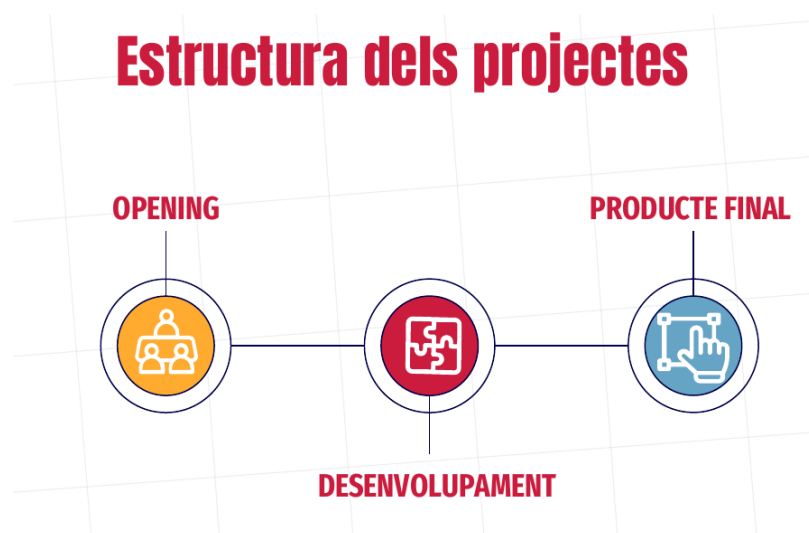 Estructura dels projectes
OPENING
PRODUCTE FINAL
DESENVOLUPAMENT